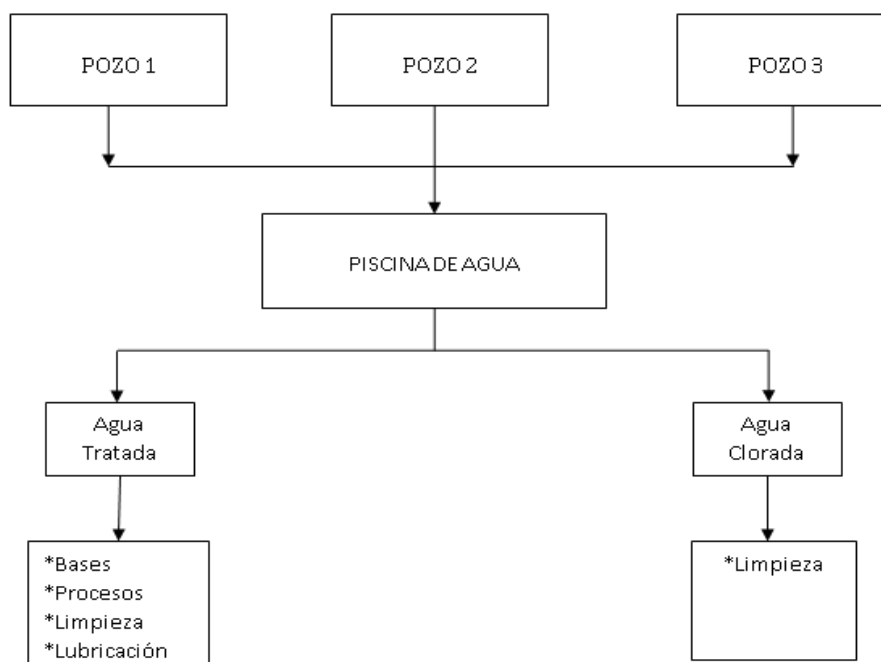 POZO 1
POZO 2
POZO 3
PISCINA DE AGUA
Agua
Tratada
Agua
Clorada
*Bases
*Procesos
*Limpieza
*Lubricación
*Limpieza